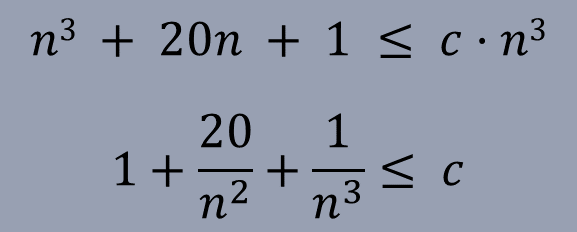 n³ + 20n + 1 ≤ c · n³
1 + 20/n² + 1/n³ ≤ c